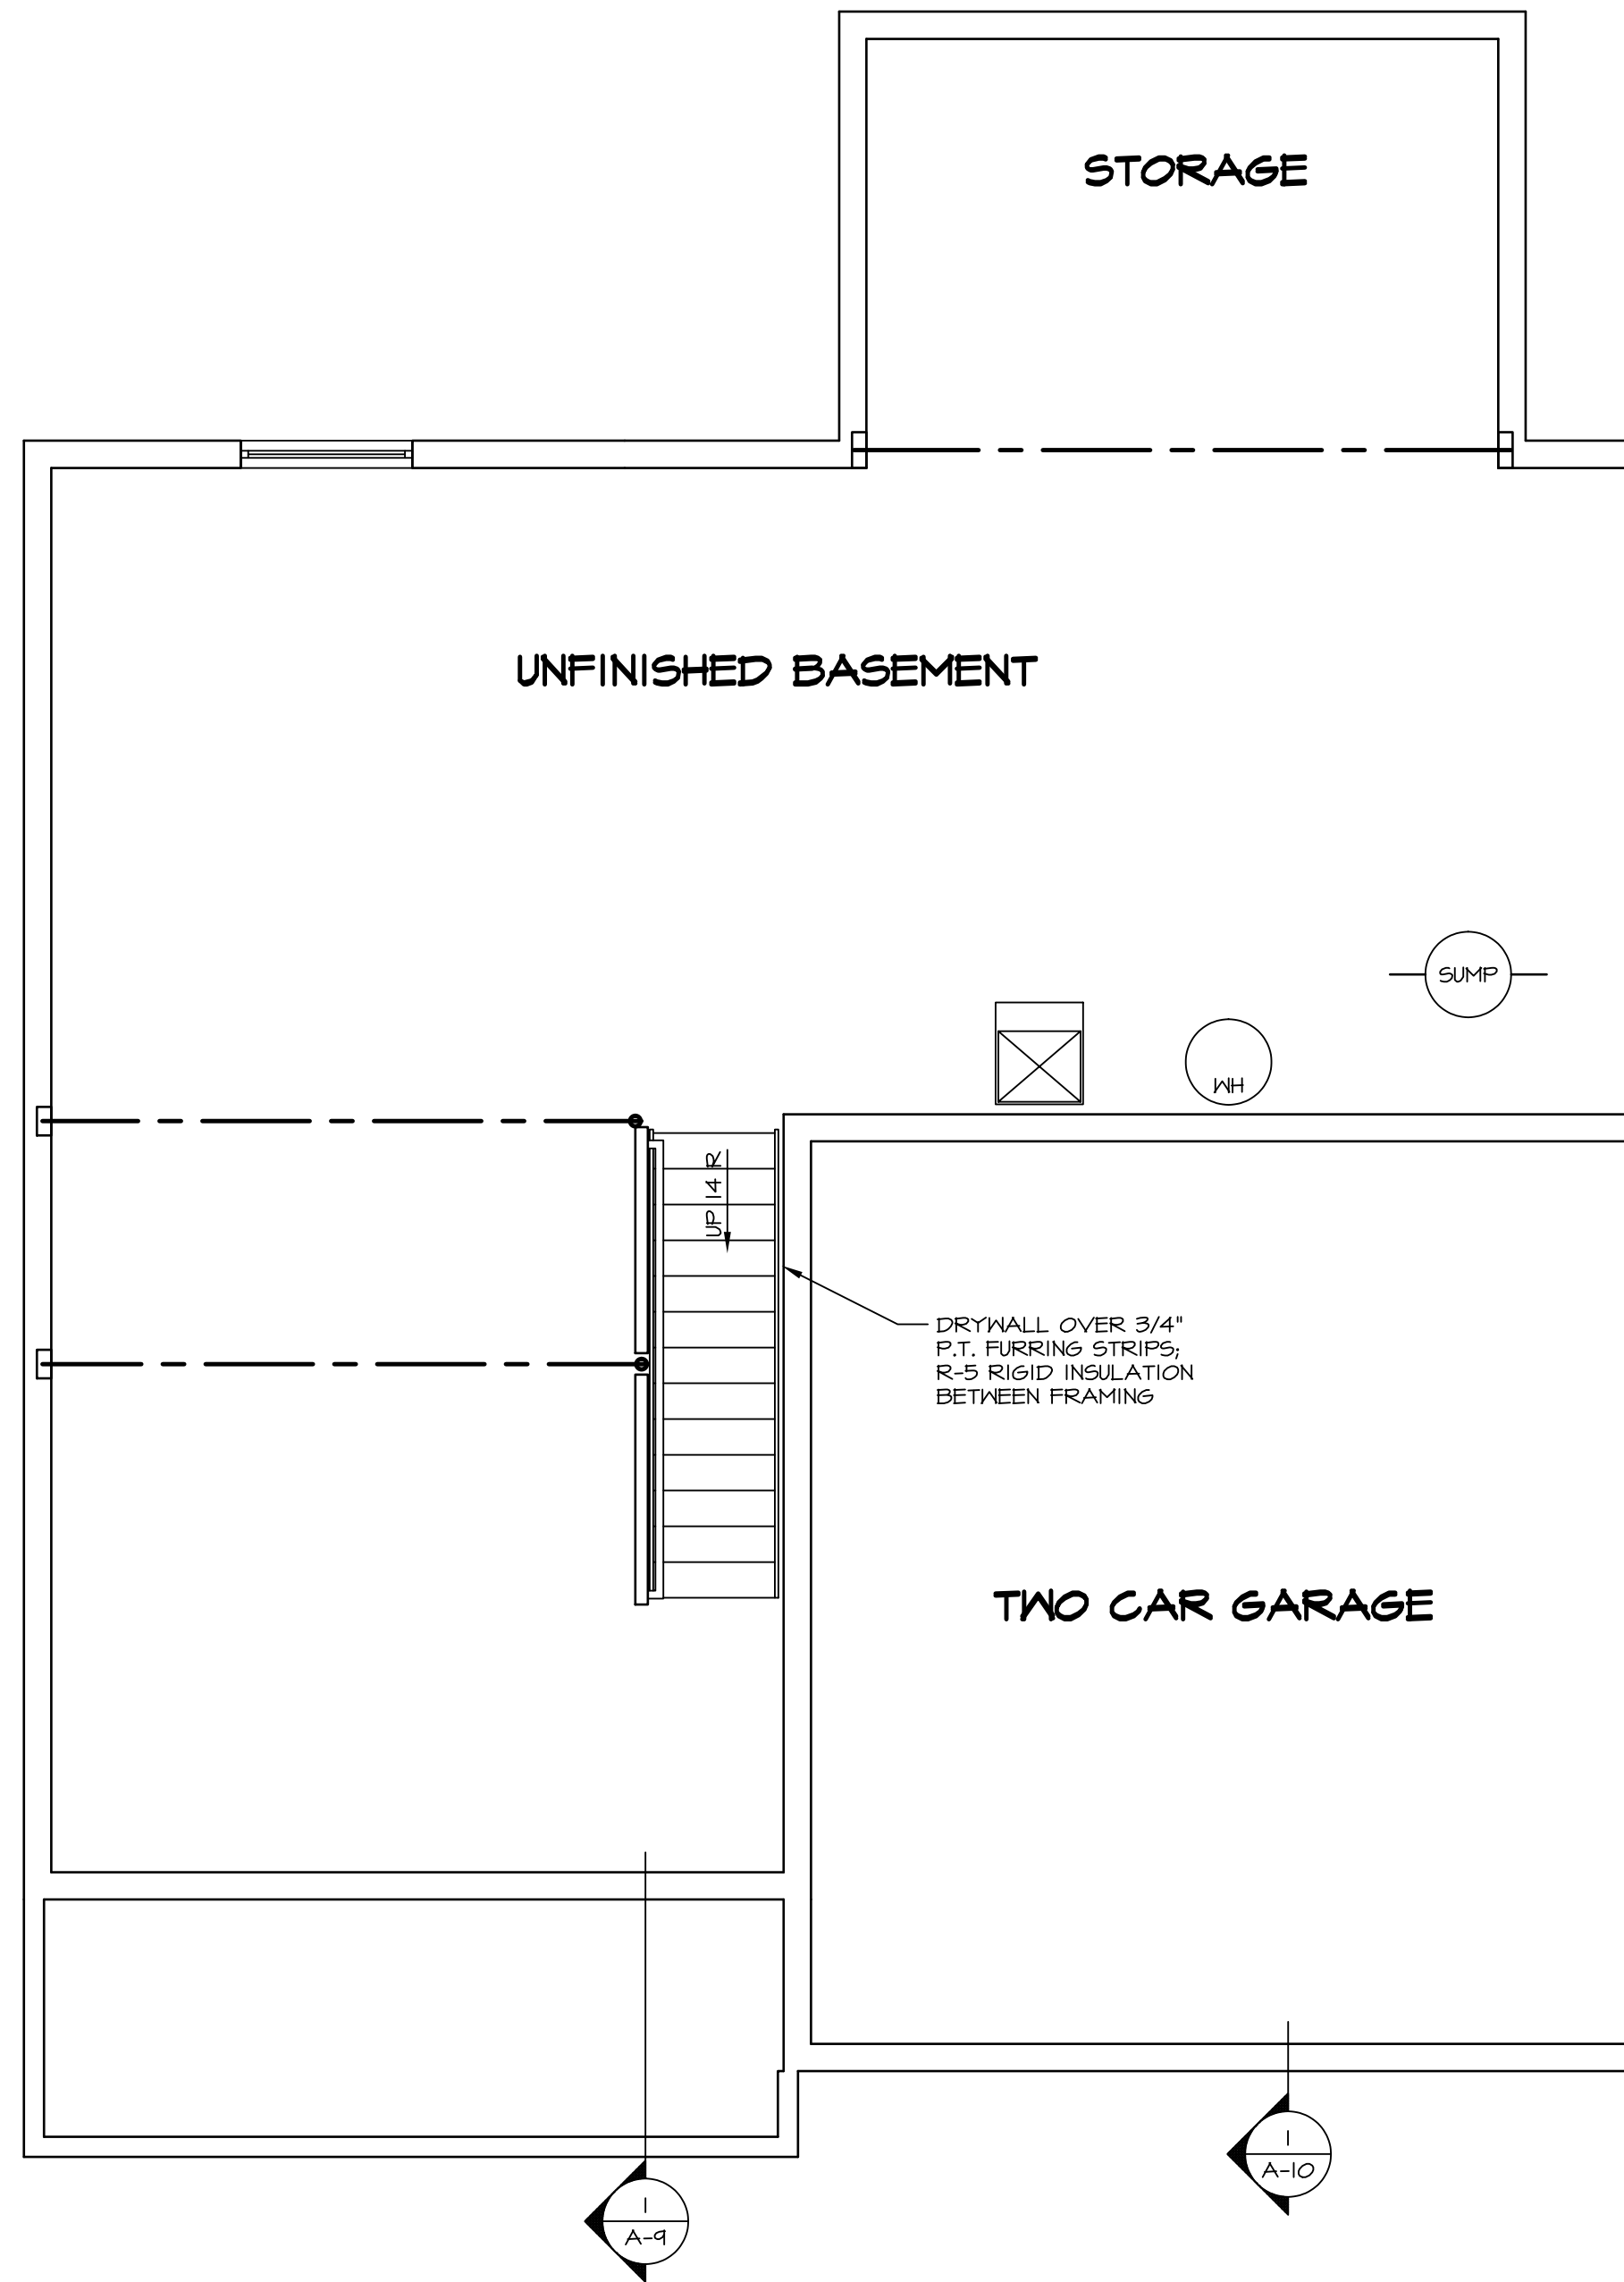 STORAGE
UNFINISHED BASEMENT
SUMP
WH
UP 14 R
DRYWALL OVER 3/4"
P.T. FURRING STRIPS;
R-5 RIGID INSULATION
BETWEEN FRAMING
TWO CAR GARAGE
1
A-10
1
A-9